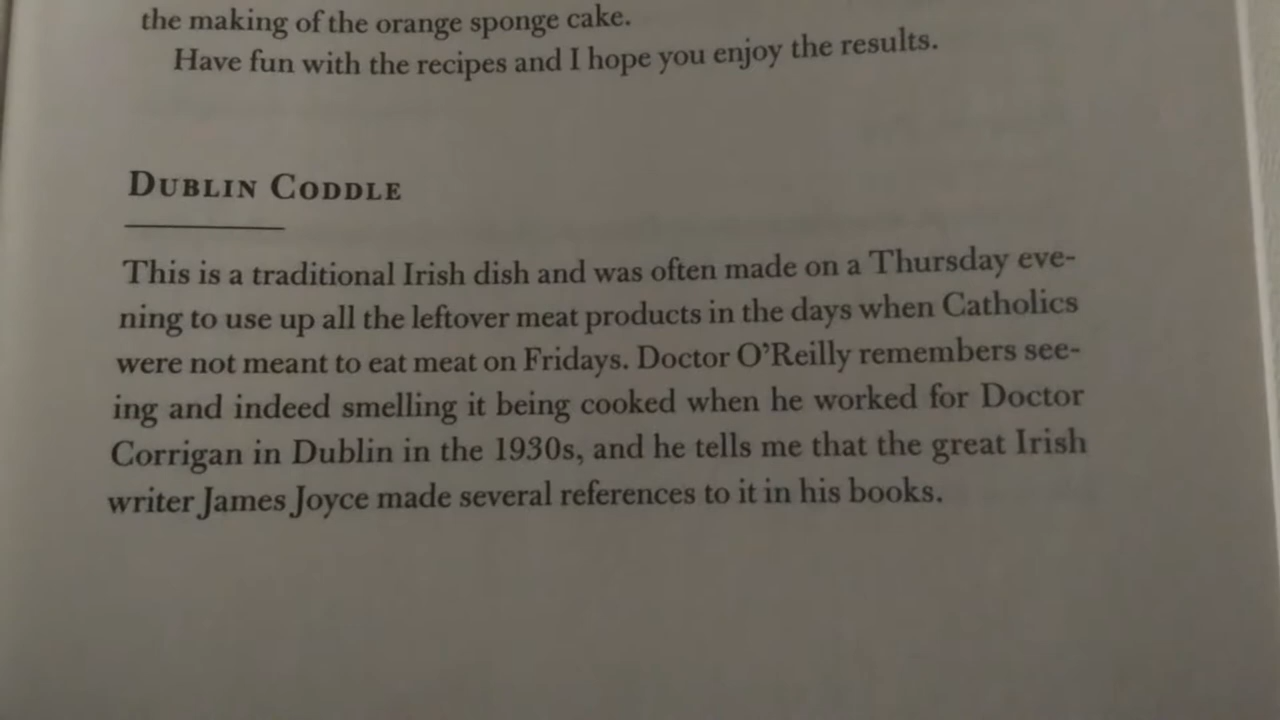 the making of the orange sponge cake.
Have fun with the recipes and I hope you enjoy the results.
DUBLIN CODDLE
This is a traditional Irish dish and was often made on a Thursday eve-
ning to use up all the leftover meat products in the days when Catholics
were not meant to eat meat on Fridays. Doctor O’Reilly remembers see-
ing and indeed smelling it being cooked when he worked for Doctor
Corrigan in Dublin in the 1930s, and he tells me that the great Irish
writer James Joyce made several references to it in his books.